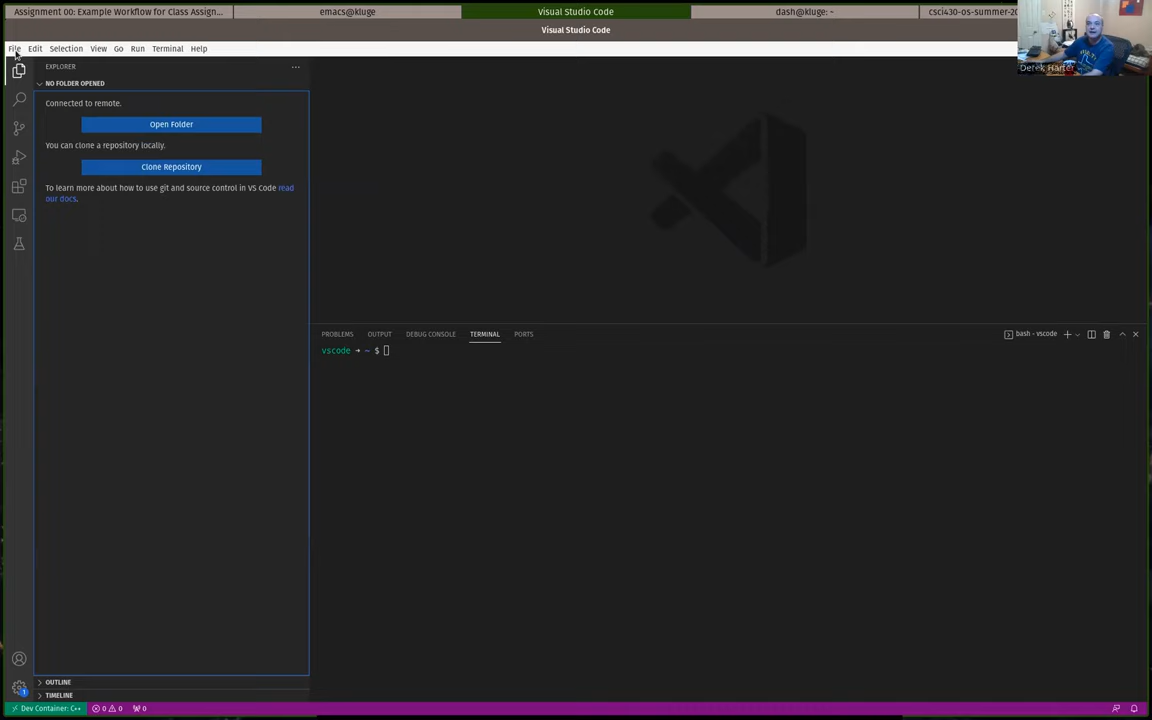 Assignment 00: Example Workflow for Class Assign...
emacs@kluge
Visual Studio Code
dash@kluge: ~
csci430-os-summer-20
Visual Studio Code
File Edit Selection View Go Run Terminal Help
Derek Harter
EXPLORER
NO FOLDER OPENED
Connected to remote.
Open Folder
You can clone a repository locally.
Clone Repository
To learn more about how to use git and source control in VS Code read
our docs.
PROBLEMS OUTPUT DEBUG CONSOLE TERMINAL PORTS
bash - vscode
vscode ➜ ~ $
OUTLINE
TIMELINE
1
Dev Container: C++ 0 0 0